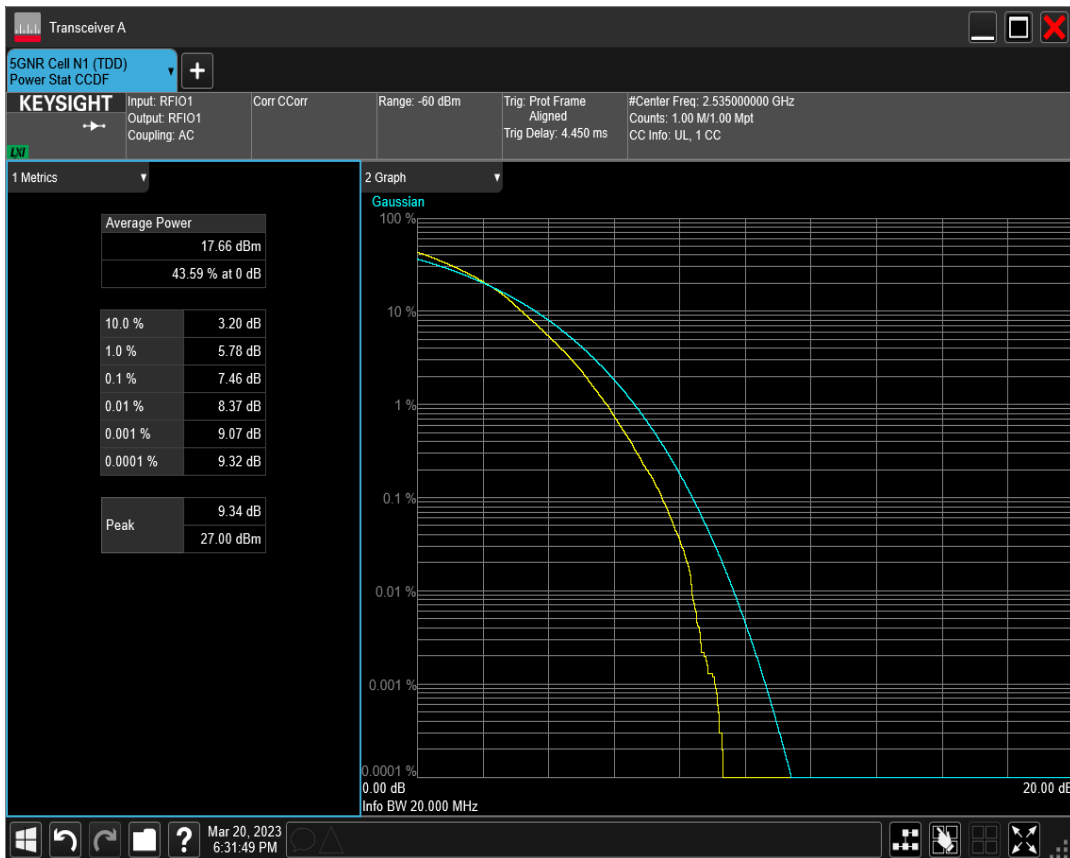 Transceiver A
5GNR Cell N1 (TDD)
Power Stat CCDF
KEYSIGHT
LXI
Input: RFIO1
Output: RFIO1
Coupling: AC
Corr CCorr
Range: -60 dBm
Trig: Prot Frame
Aligned
Trig Delay: 4.450 ms
#Center Freq: 2.535000000 GHz
Counts: 1.00 M/1.00 Mpt
CC Info: UL, 1 CC
1 Metrics
Average Power
17.66 dBm
43.59 % at 0 dB
10.0 % 3.20 dB
1.0 % 5.78 dB
0.1 % 7.46 dB
0.01 % 8.37 dB
0.001 % 9.07 dB
0.0001 % 9.32 dB
Peak 9.34 dB
27.00 dBm
2 Graph
Gaussian
100 %
10 %
1 %
0.1 %
0.01 %
0.001 %
0.0001 %
0.00 dB 20.00 dB
Info BW 20.000 MHz
?
Mar 20, 2023
6:31:49 PM